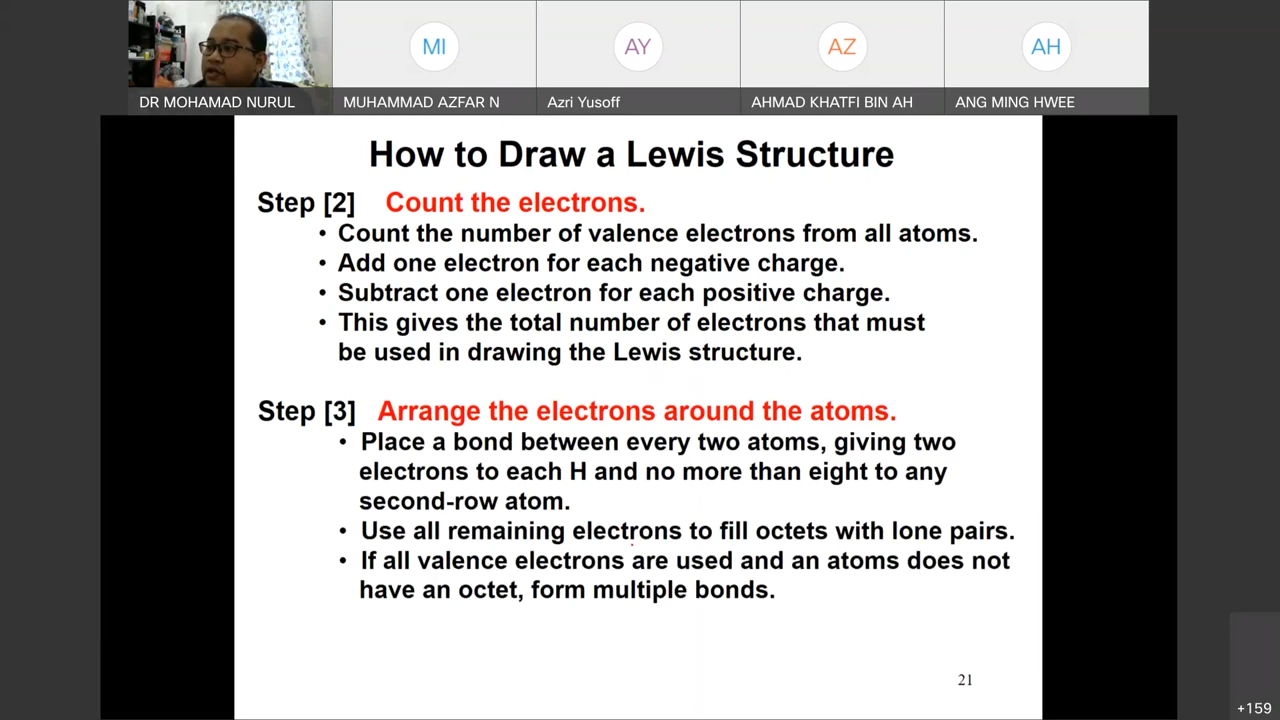 MI
AY
AZ
AH
DR MOHAMAD NURUL
MUHAMMAD AZFAR N
Azri Yusoff
AHMAD KHATFI BIN AH
ANG MING HWEE
How to Draw a Lewis Structure
Step [2] Count the electrons.
• Count the number of valence electrons from all atoms.
• Add one electron for each negative charge.
• Subtract one electron for each positive charge.
• This gives the total number of electrons that must
be used in drawing the Lewis structure.
Step [3] Arrange the electrons around the atoms.
• Place a bond between every two atoms, giving two
electrons to each H and no more than eight to any
second-row atom.
• Use all remaining electrons to fill octets with lone pairs.
• If all valence electrons are used and an atoms does not
have an octet, form multiple bonds.
21
+159